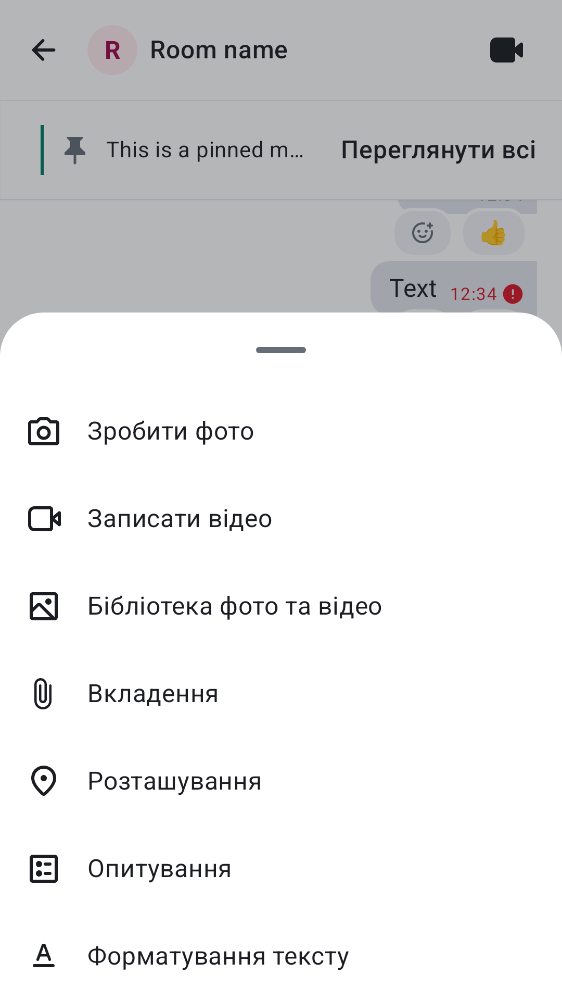 R Room name
This is a pinned m... Переглянути всі
👍
Text 12:34
Зробити фото
Записати відео
Бібліотека фото та відео
Вкладення
Розташування
Опитування
Форматування тексту